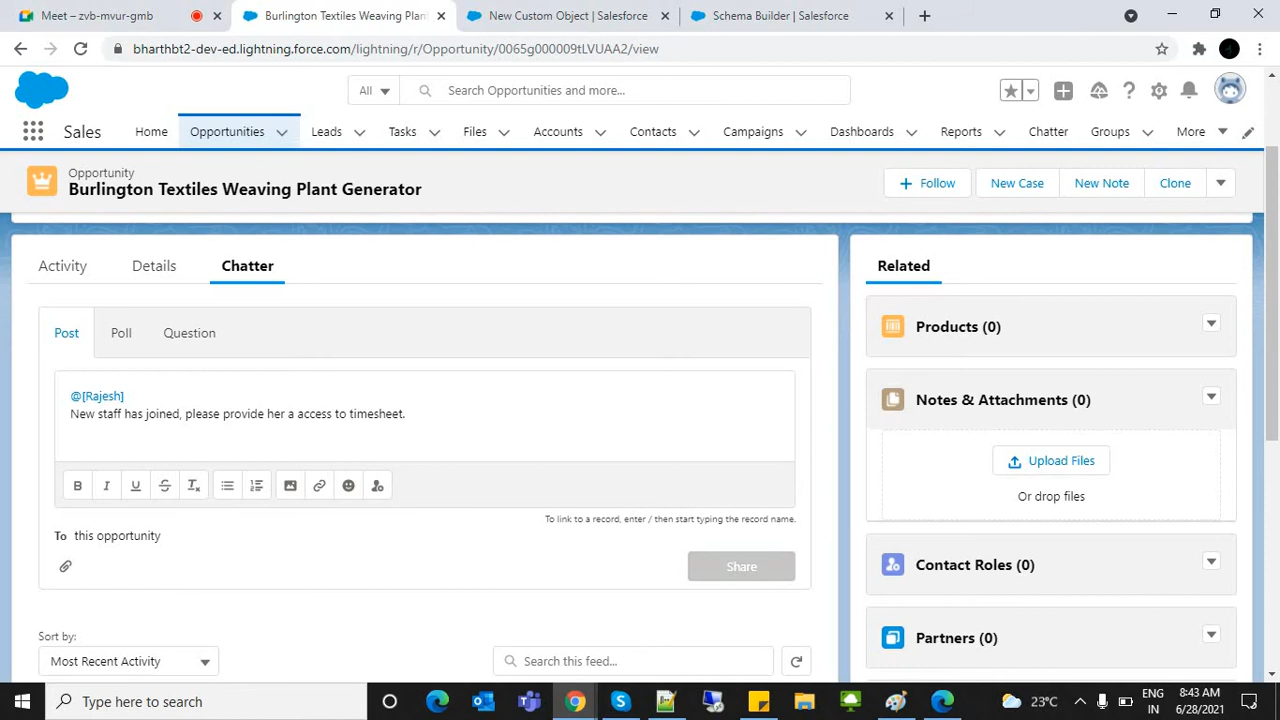 Meet – zvb-mvur-gmb
Burlington Textiles Weaving Plan
New Custom Object | Salesforce
Schema Builder | Salesforce
bharthbt2-dev-ed.lightning.force.com/lightning/r/Opportunity/0065g000009tLVUAA2/view
All
Search Opportunities and more...
Sales
Home
Opportunities
Leads
Tasks
Files
Accounts
Contacts
Campaigns
Dashboards
Reports
Chatter
Groups
More
Opportunity
Burlington Textiles Weaving Plant Generator
+ Follow
New Case
New Note
Clone
Activity
Details
Chatter
Post
Poll
Question
@[Rajesh]
New staff has joined, please provide her a access to timesheet.
B I U S Tx
To link to a record, enter / then start typing the record name.
To this opportunity
Share
Sort by:
Most Recent Activity
Search this feed...
Related
Products (0)
Notes & Attachments (0)
Upload Files
Or drop files
Contact Roles (0)
Partners (0)
Type here to search
23°C
ENG
IN
8:43 AM
6/28/2021